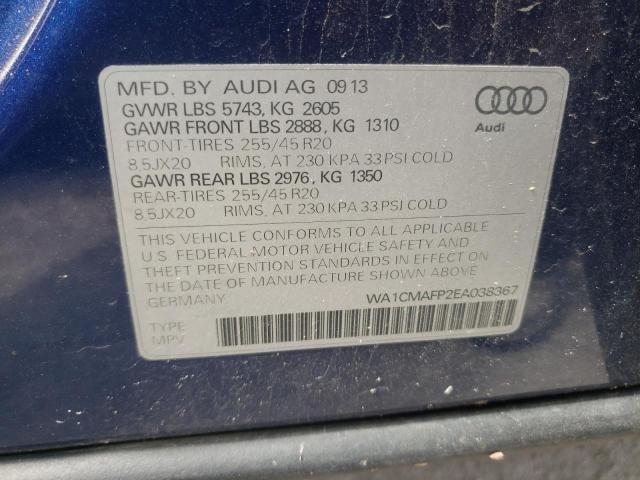 MFD. BY AUDI AG 09 13
GVWR LBS 5743, KG 2605
GAWR FRONT LBS 2888, KG 1310
FRONT-TIRES 255/45 R20
8.5JX20 RIMS, AT 230 KPA 33 PSI COLD
GAWR REAR LBS 2976, KG 1350
REAR-TIRES 255/45 R20
8.5JX20 RIMS, AT 230 KPA 33 PSI COLD
Audi
THIS VEHICLE CONFORMS TO ALL APPLICABLE
U.S. FEDERAL MOTOR VEHICLE SAFETY AND
THEFT PREVENTION STANDARDS IN EFFECT ON
THE DATE OF MANUFACTURE SHOWN ABOVE.
GERMANY
WA1CMAFP2EA038367
TYPE:
MPV